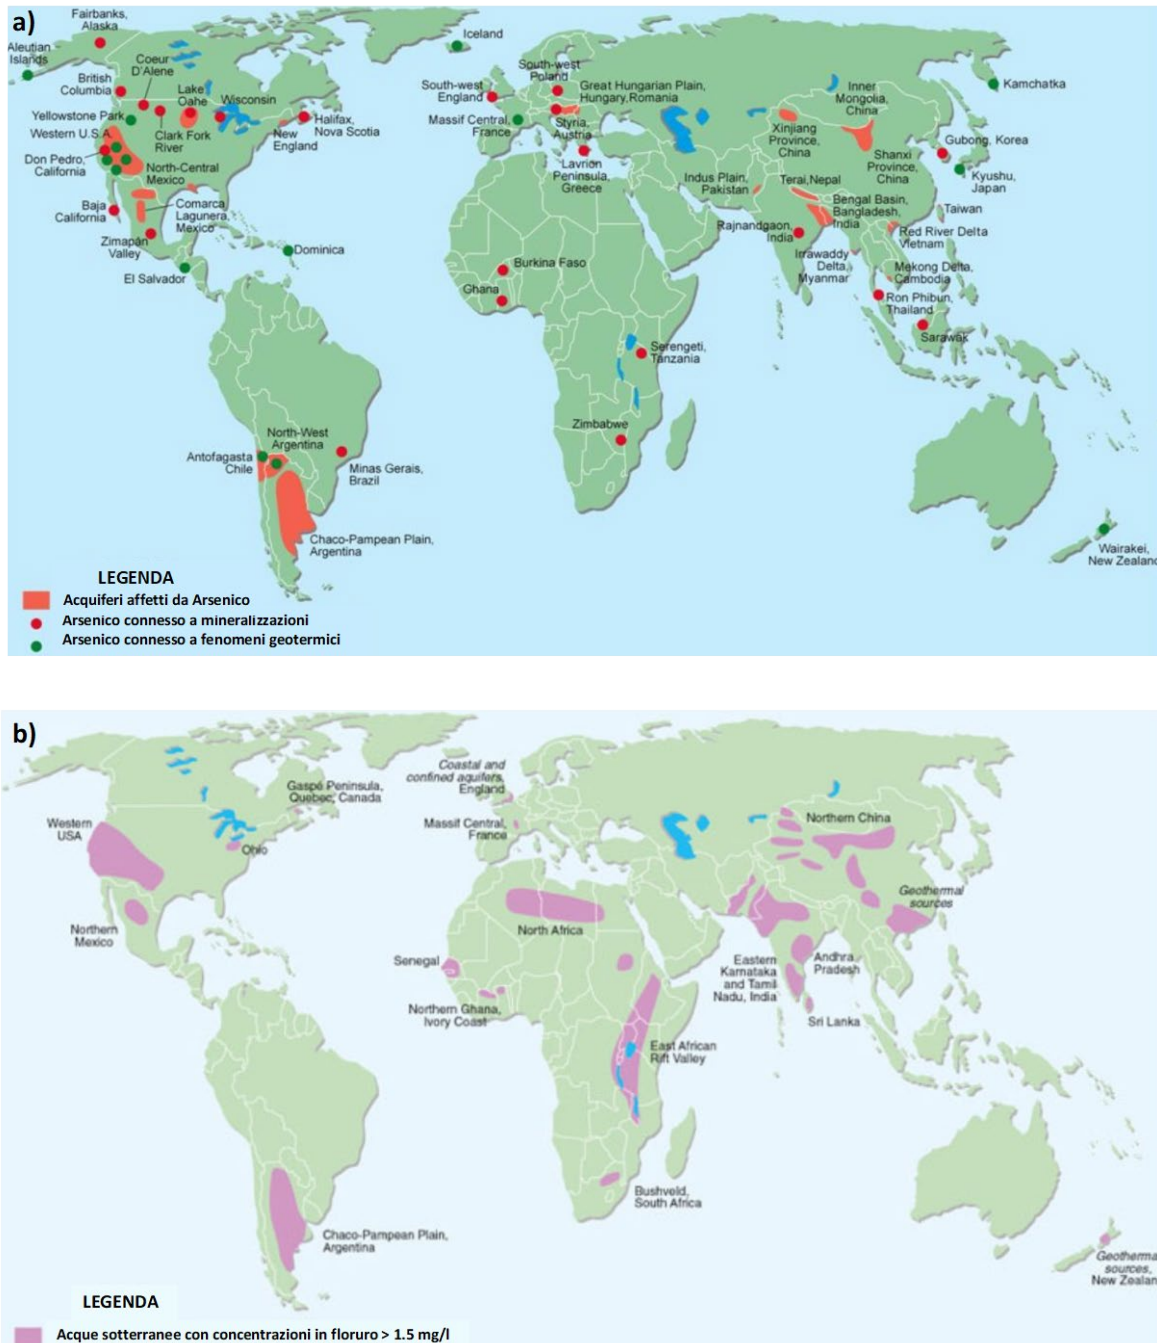 a)
Fairbanks,
Alaska
Aleutian
Islands
Coeur
D'Alene
British
Columbia
Lake
Oahe
Wisconsin
Yellowstone Park
Western U.S.A.
Clark Fork
River
New
England
Halifax,
Nova Scotia
Don Pedro,
California
North-Central
Mexico
Baja
California
Comarca
Lagunera,
Mexico
Zimapán
Valley
El Salvador
Dominica
Iceland
South-west
Poland
South-west
England
Great Hungarian Plain,
Hungary,Romania
Massif Central,
France
Styria,
Austria
Lavrion
Peninsula,
Greece
Inner
Mongolia,
China
Kamchatka
Xinjiang
Province,
China
Shanxi
Province,
China
Gubong, Korea
Kyushu,
Japan
Indus Plain,
Pakistan
Terai,Nepal
Bengal Basin,
Bangladesh,
India
Taiwan
Rajnandgaon,
India
Red River Delta
Vietnam
Irrawaddy
Delta,
Myanmar
Mekong Delta,
Cambodia
Ron Phibun,
Thailand
Sarawak
Burkina Faso
Ghana
Serengeti,
Tanzania
Zimbabwe
North-West
Argentina
Antofagasta
Chile
Minas Gerais,
Brazil
Chaco-Pampean Plain,
Argentina
Wairakei,
New Zealand
LEGENDA
Acquiferi affetti da Arsenico
Arsenico connesso a mineralizzazioni
Arsenico connesso a fenomeni geotermici
b)
Coastal and
confined aquifers,
England
Gaspé Peninsula,
Quebec, Canada
Western
USA
Ohio
Massif Central,
France
Northern China
Geothermal
sources
Northern
Mexico
North Africa
Senegal
Northern Ghana,
Ivory Coast
Eastern
Karnataka
and Tamil
Nadu, India
Andhra
Pradesh
Sri Lanka
East African
Rift Valley
Bushveld,
South Africa
Chaco-Pampean Plain,
Argentina
Geotherma
sources,
New Zealan
LEGENDA
Acque sotterranee con concentrazioni in floruro > 1.5 mg/l